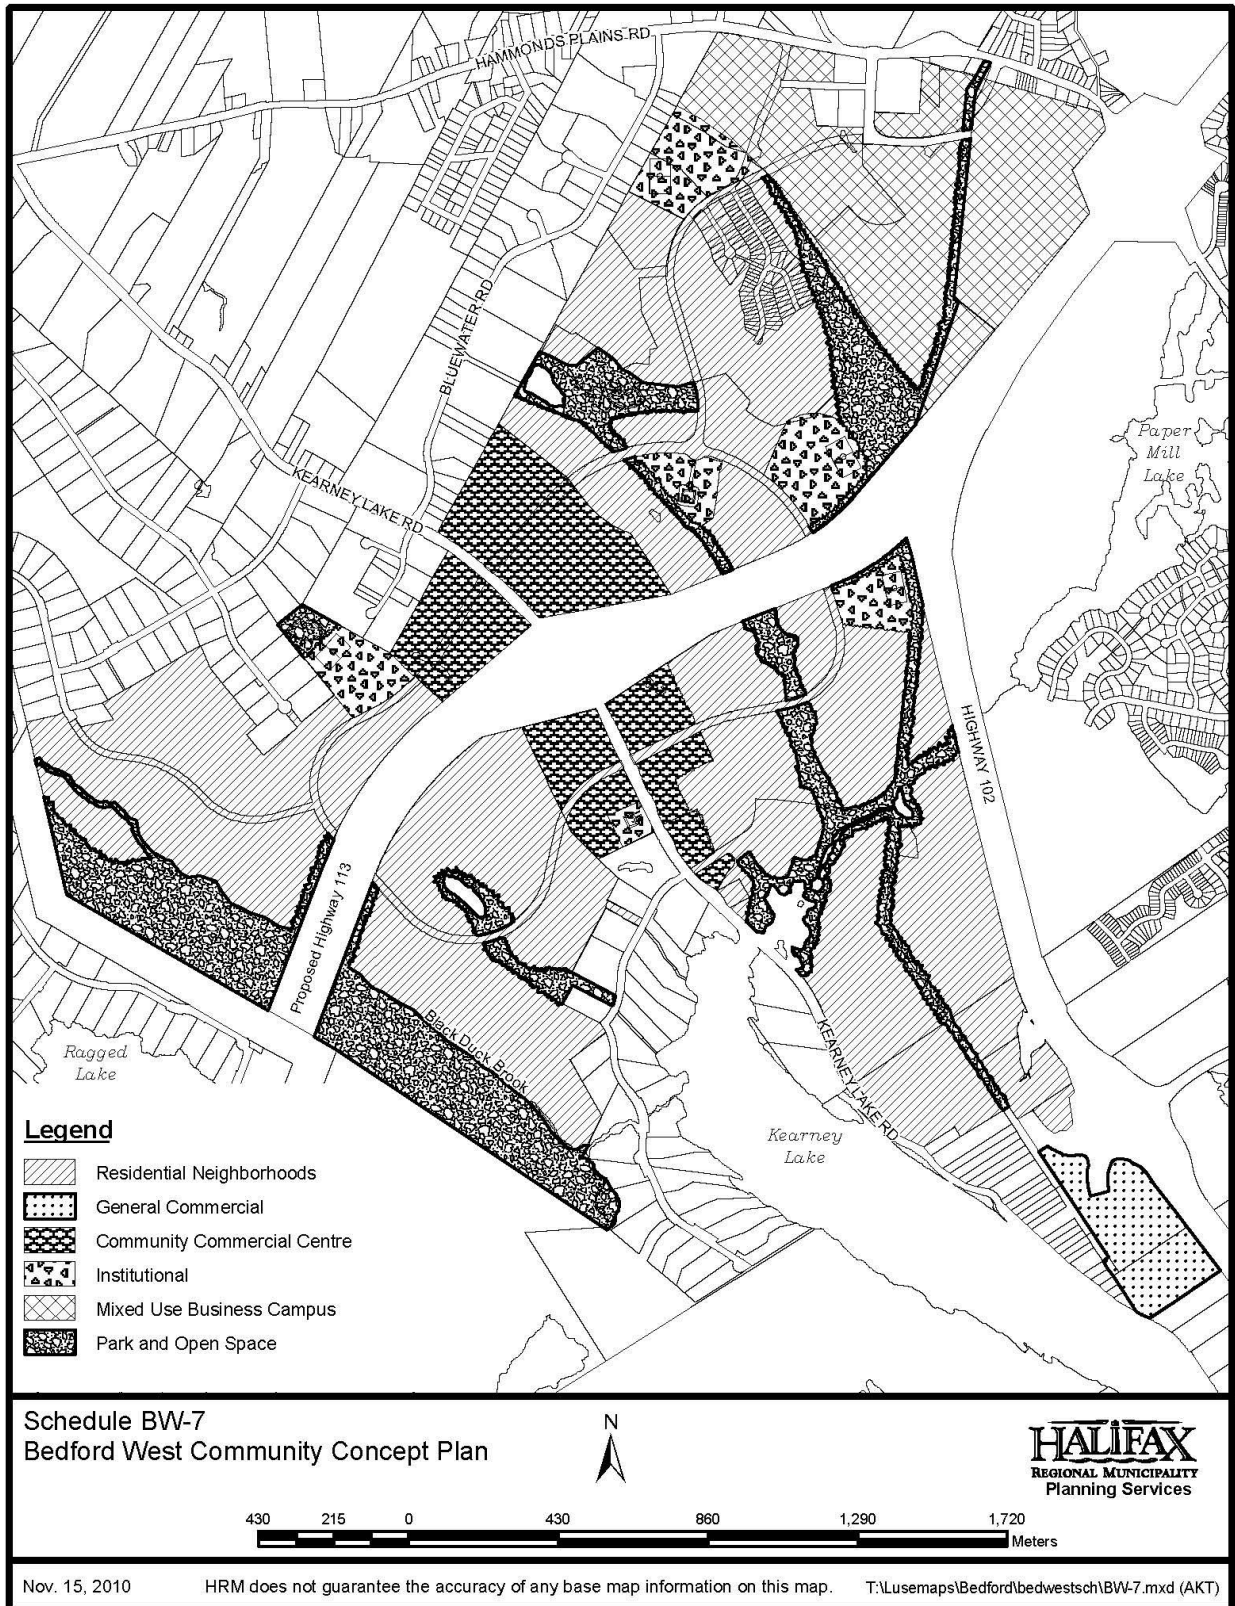 HAMMONDS PLAINS RD
BLUEWATER RD
KEARNEY LAKE RD
Paper
Mill
Lake
HIGHWAY 102
Proposed Highway 113
Black Duck Brook
Ragged
Lake
KEARNEY LAKE RD
Kearney
Lake
Legend
Residential Neighborhoods
General Commercial
Community Commercial Centre
Institutional
Mixed Use Business Campus
Park and Open Space
Schedule BW-7
Bedford West Community Concept Plan
N
HALIFAX
REGIONAL MUNICIPALITY
Planning Services
430 215 0 430 860 1,290 1,720
Meters
Nov. 15, 2010 HRM does not guarantee the accuracy of any base map information on this map. T:\Lusemaps\Bedford\bedwestsch\BW-7.mxd (AKT)